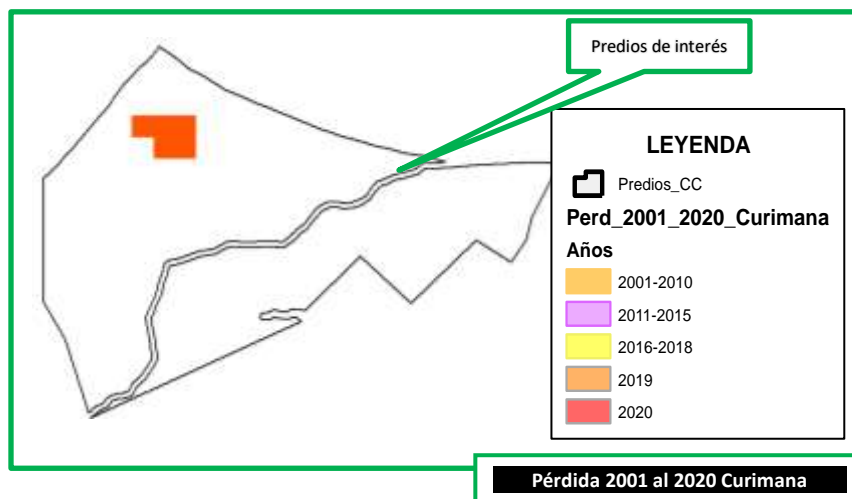 Predios de interés
LEYENDA
Predios_CC
Perd_2001_2020_Curimana
Años
2001-2010
2011-2015
2016-2018
2019
2020
Pérdida 2001 al 2020 Curimana